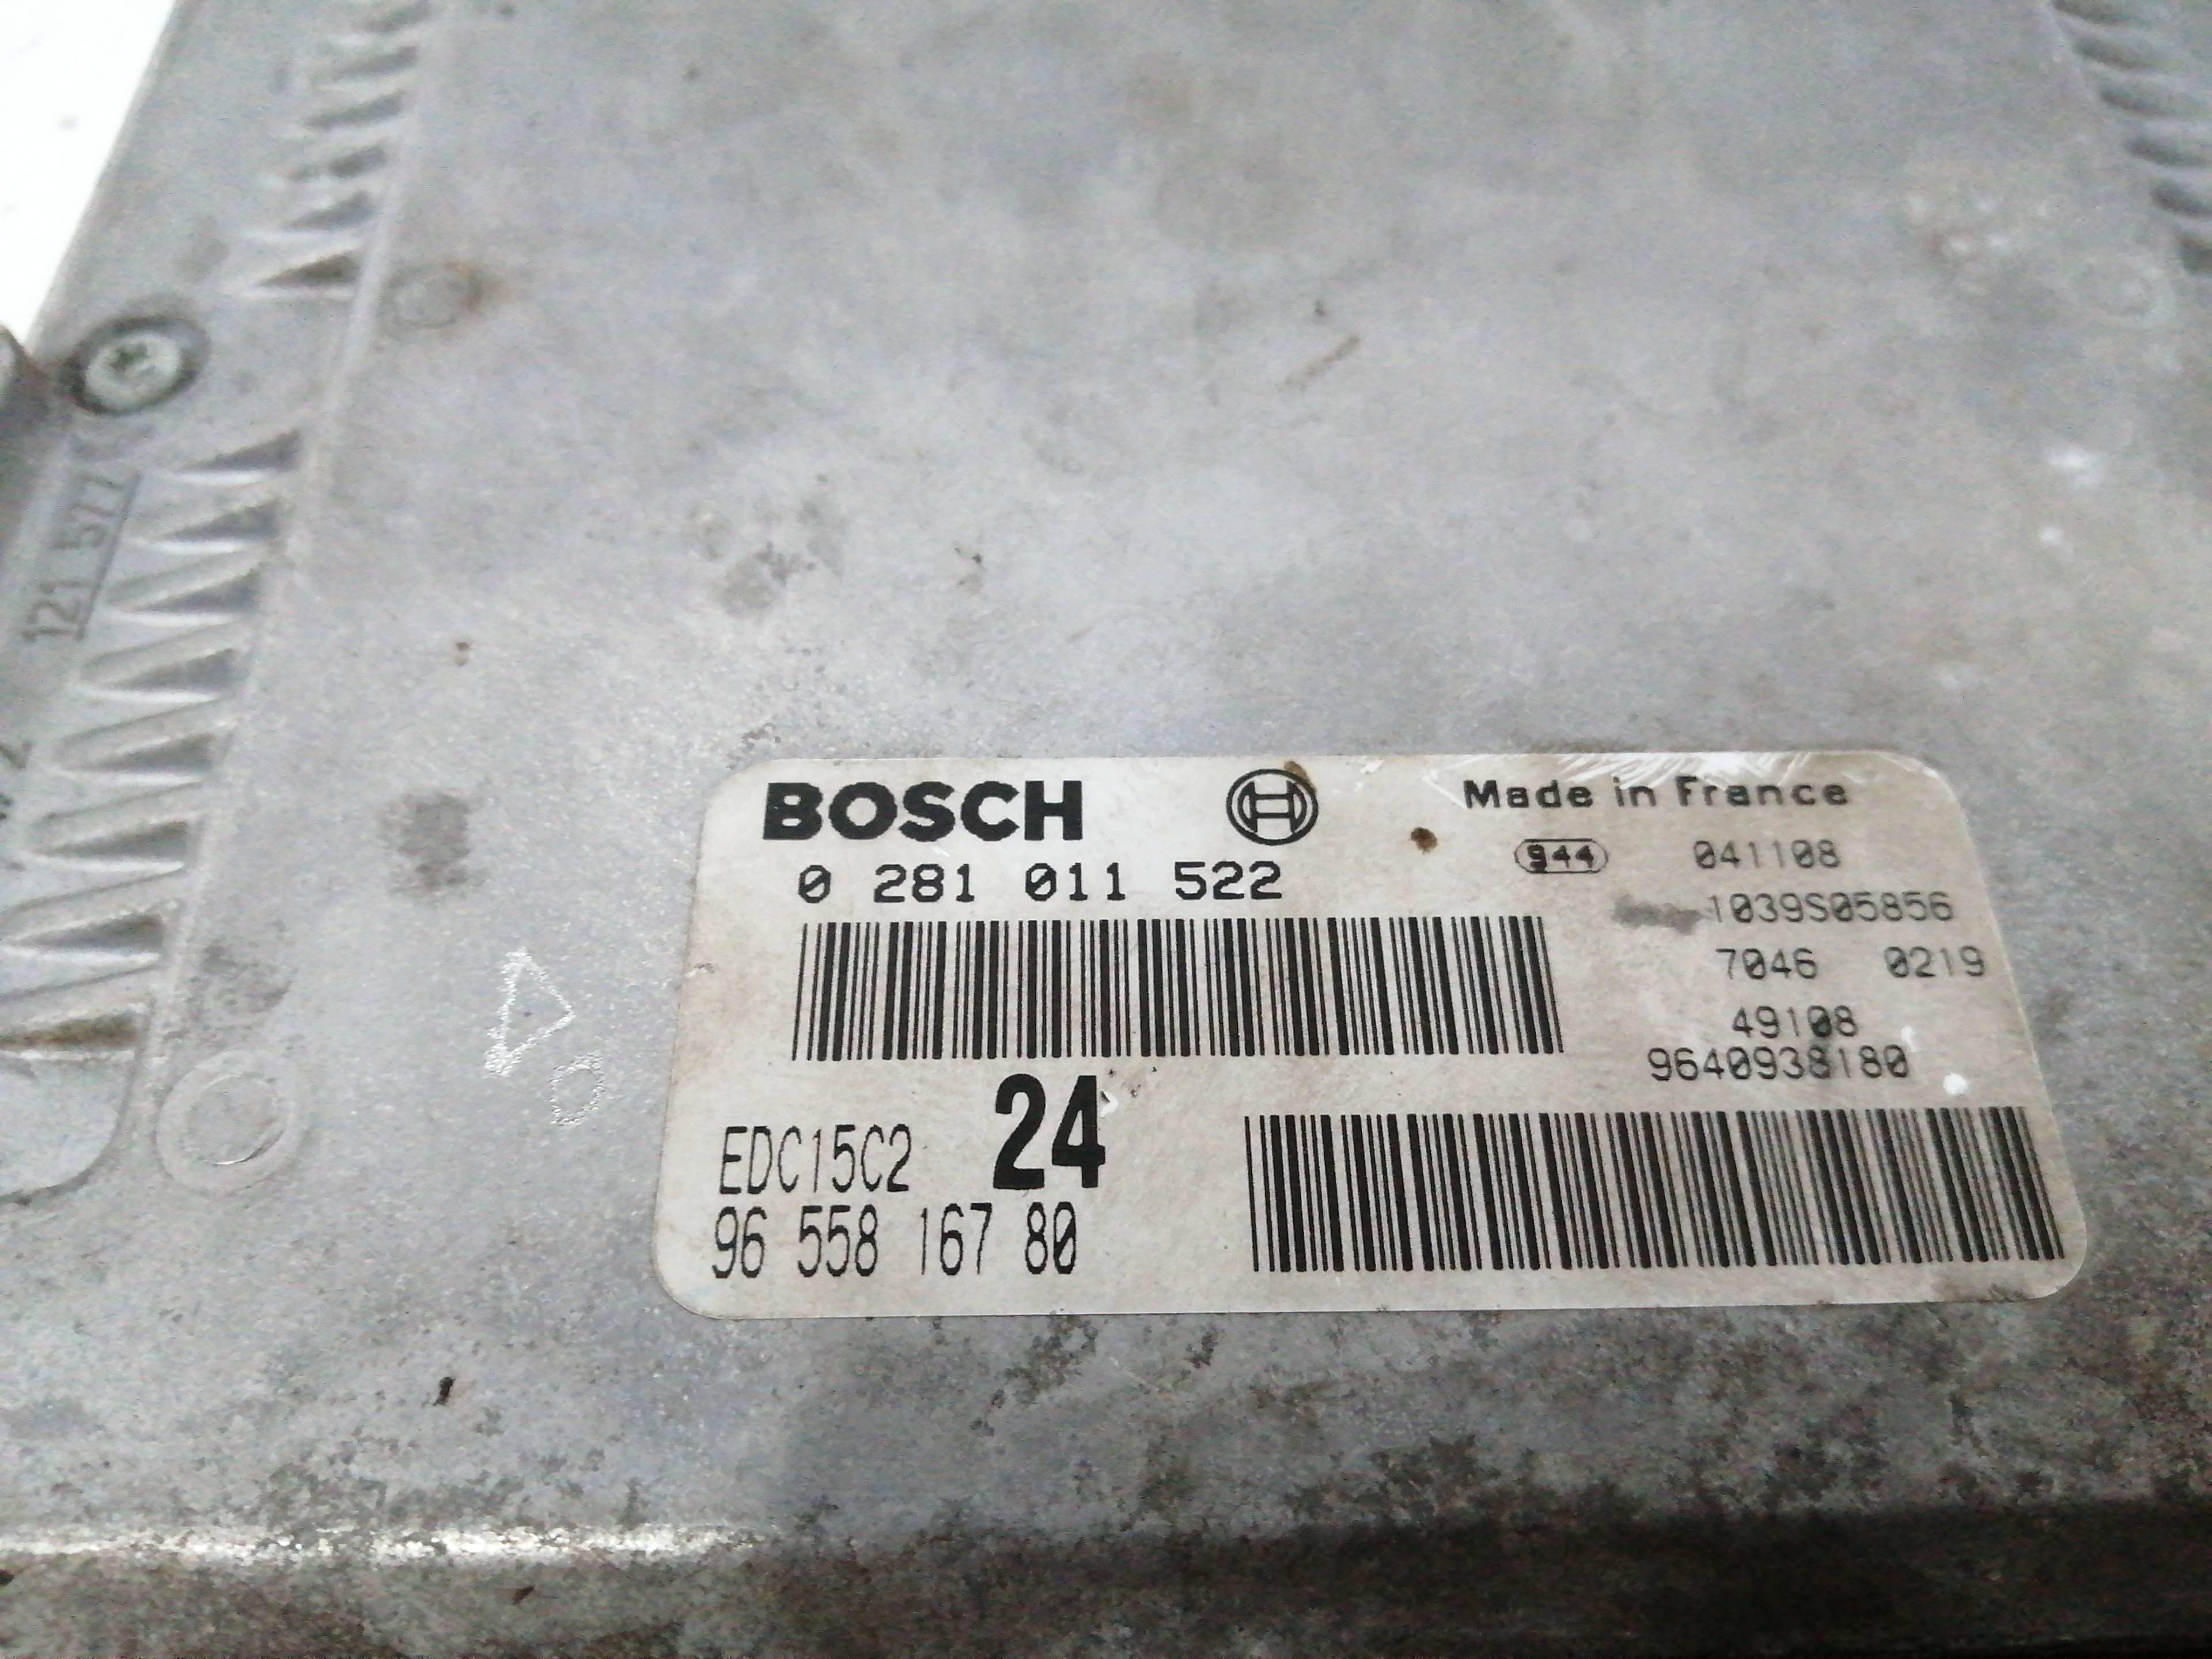 121 577
BOSCH
Made in France
0 281 011 522
944 041108
1039S05856
7046 0219
49108
9640938180
EDC15C2 24
96 558 167 80